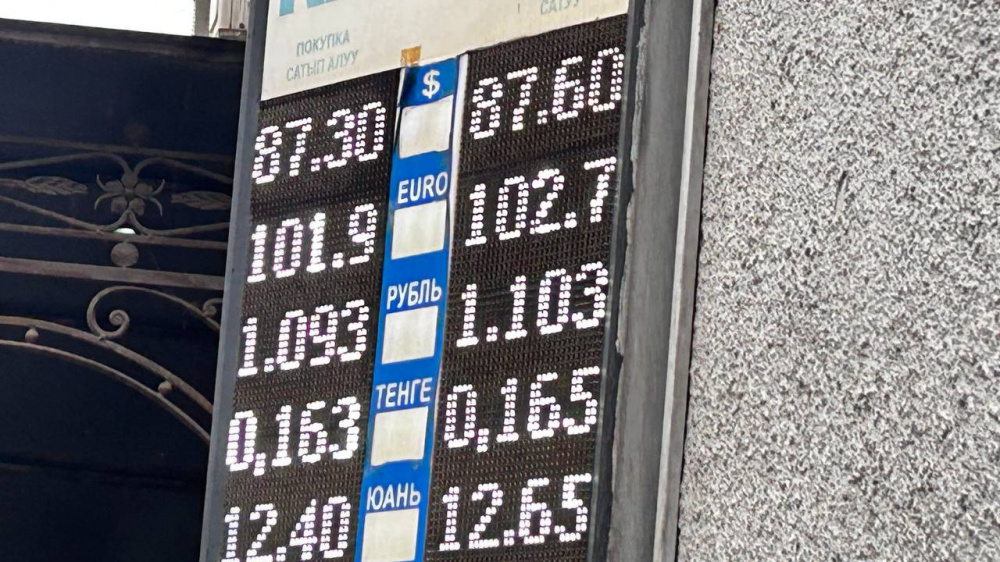 ПОКУПКА
САТЫП АЛУУ
САТУУ
$
87.30 87.60
EURO
101.9 102.7
РУБЛЬ
1.093 1.103
ТЕНГЕ
0,163 0,165
ЮАНЬ
12.40 12.65